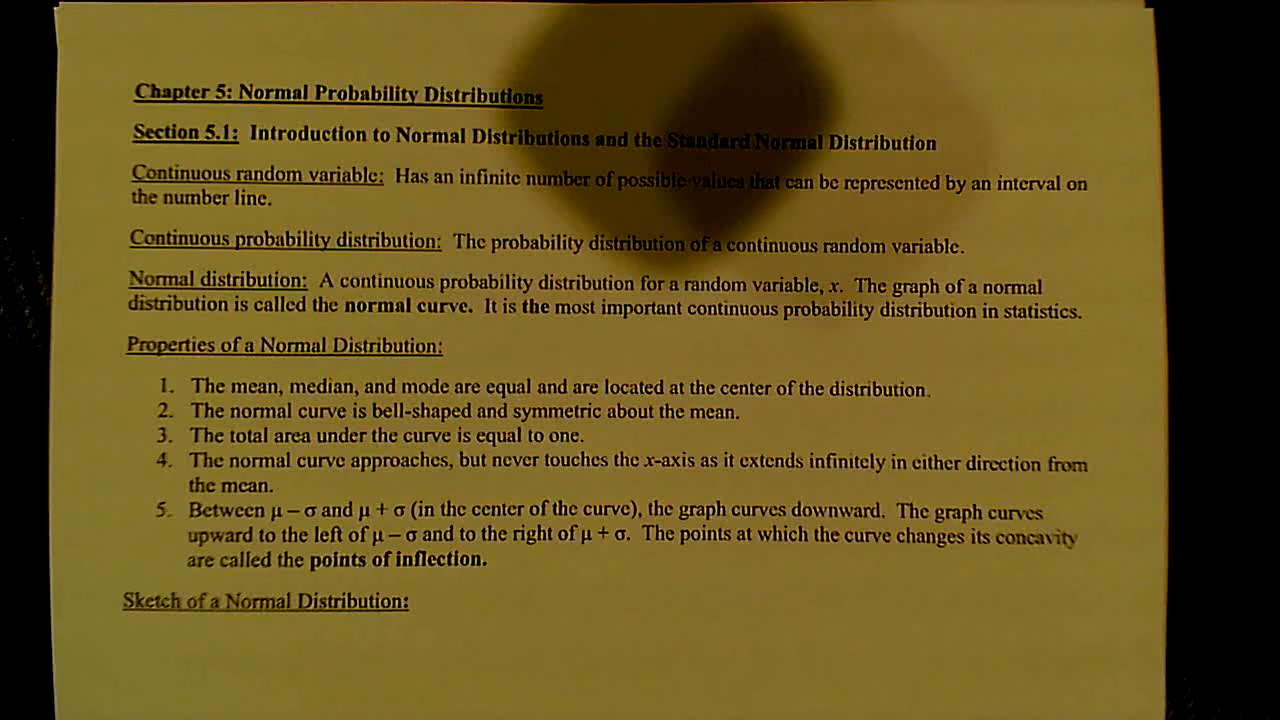 Chapter 5: Normal Probability Distributions
Section 5.1: Introduction to Normal Distributions and the Standard Normal Distribution
Continuous random variable: Has an infinite number of possible values that can be represented by an interval on
the number line.
Continuous probability distribution: The probability distribution of a continuous random variable.
Normal distribution: A continuous probability distribution for a random variable, x. The graph of a normal
distribution is called the normal curve. It is the most important continuous probability distribution in statistics.
Properties of a Normal Distribution:
1. The mean, median, and mode are equal and are located at the center of the distribution.
2. The normal curve is bell-shaped and symmetric about the mean.
3. The total area under the curve is equal to one.
4. The normal curve approaches, but never touches the x-axis as it extends infinitely in either direction from
the mean.
5. Between μ – σ and μ + σ (in the center of the curve), the graph curves downward. The graph curves
upward to the left of μ – σ and to the right of μ + σ. The points at which the curve changes its concavity
are called the points of inflection.
Sketch of a Normal Distribution: